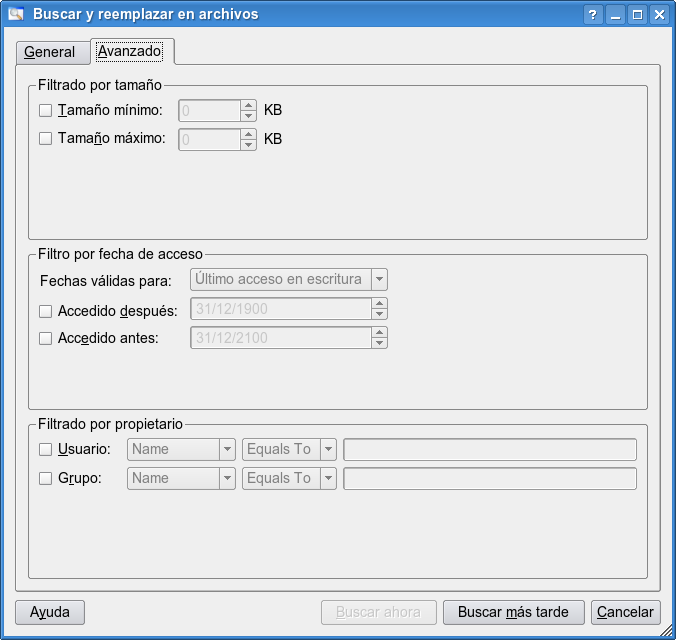 Buscar y reemplazar en archivos
General Avanzado
Filtrado por tamaño
Tamaño mínimo: 0 KB
Tamaño máximo: 0 KB
Filtro por fecha de acceso
Fechas válidas para: Último acceso en escritura
Accedido después: 31/12/1900
Accedido antes: 31/12/2100
Filtrado por propietario
Usuario: Name Equals To
Grupo: Name Equals To
Ayuda Buscar ahora Buscar más tarde Cancelar